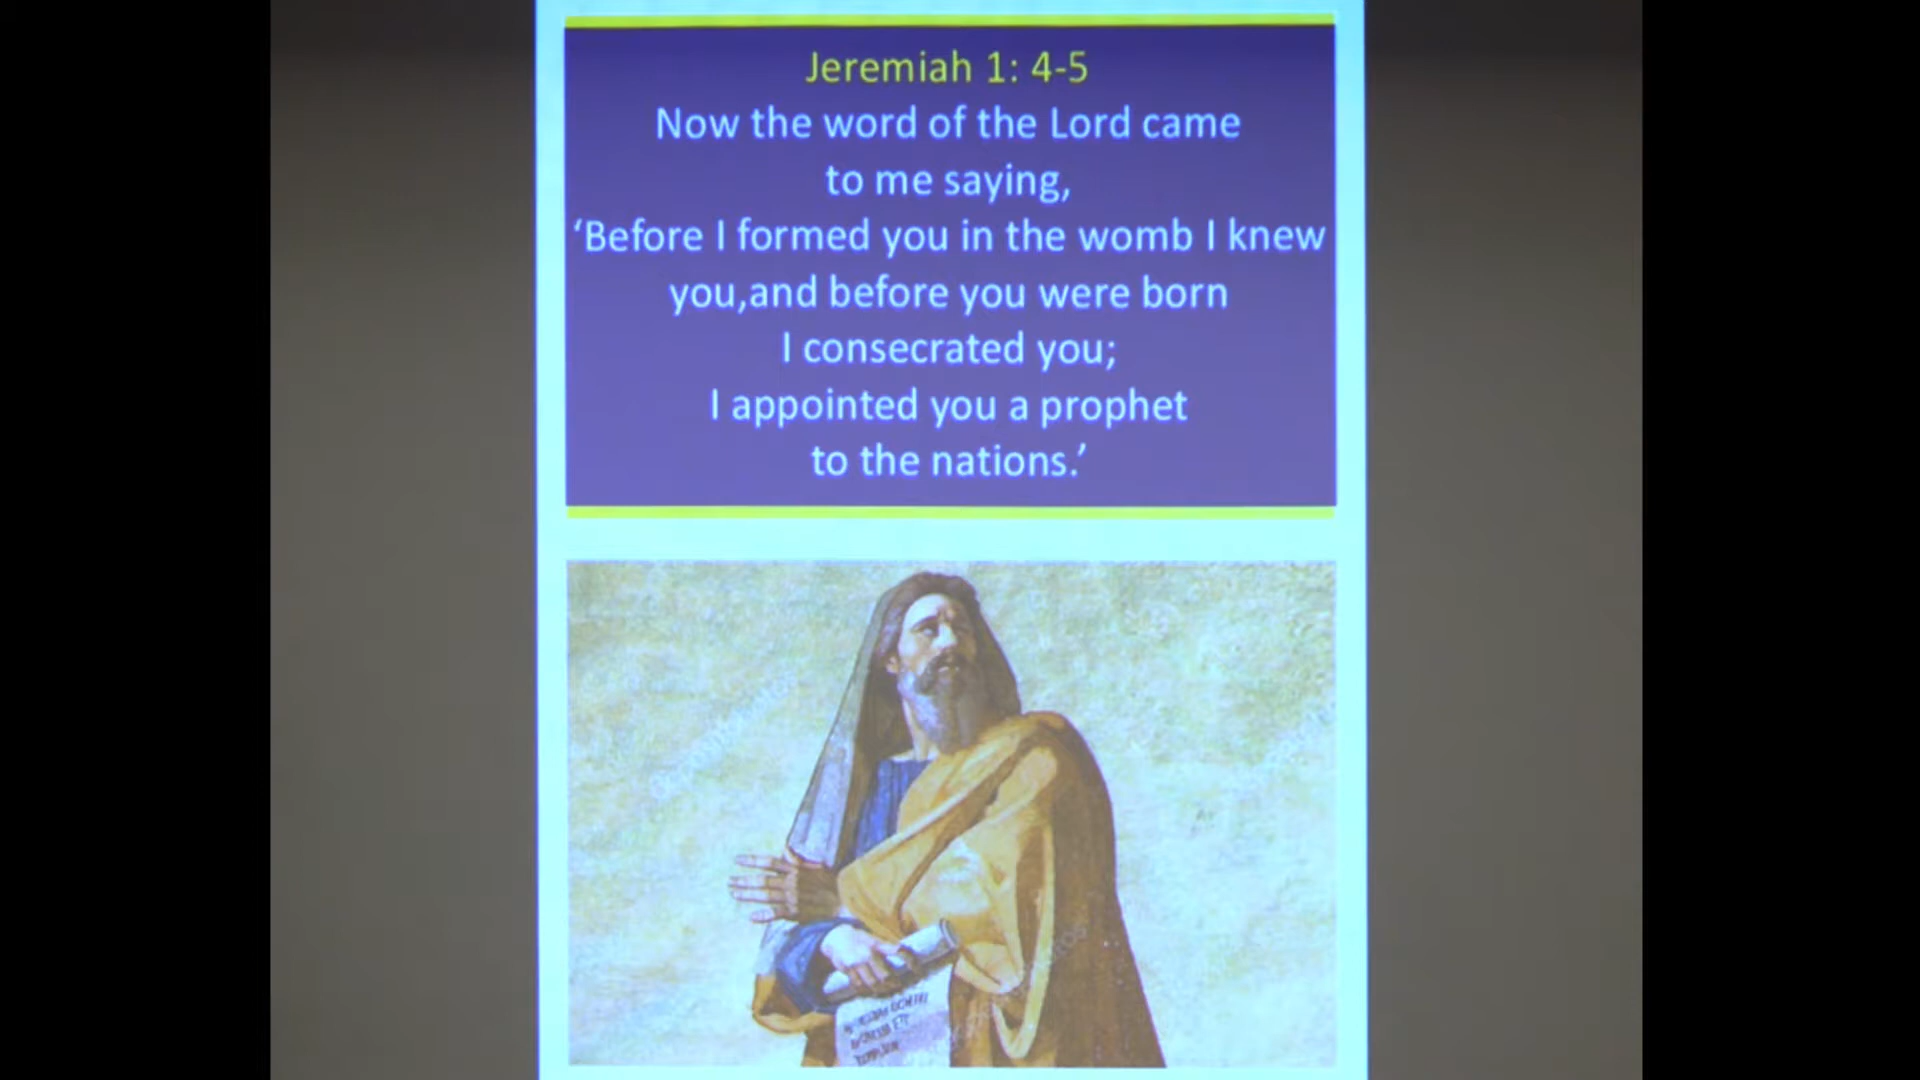 Jeremiah 1: 4-5
Now the word of the Lord came
to me saying,
‘Before I formed you in the womb I knew
you,and before you were born
I consecrated you;
I appointed you a prophet
to the nations.’